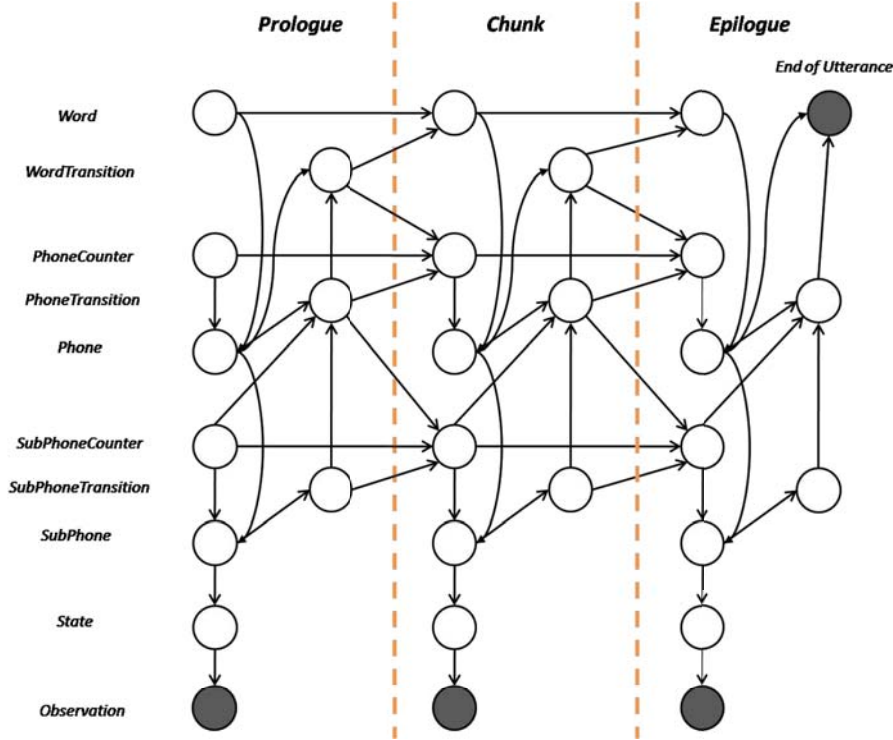 Prologue
Chunk
Epilogue
End of Utterance
Word
WordTransition
PhoneCounter
PhoneTransition
Phone
SubPhoneCounter
SubPhoneTransition
SubPhone
State
Observation